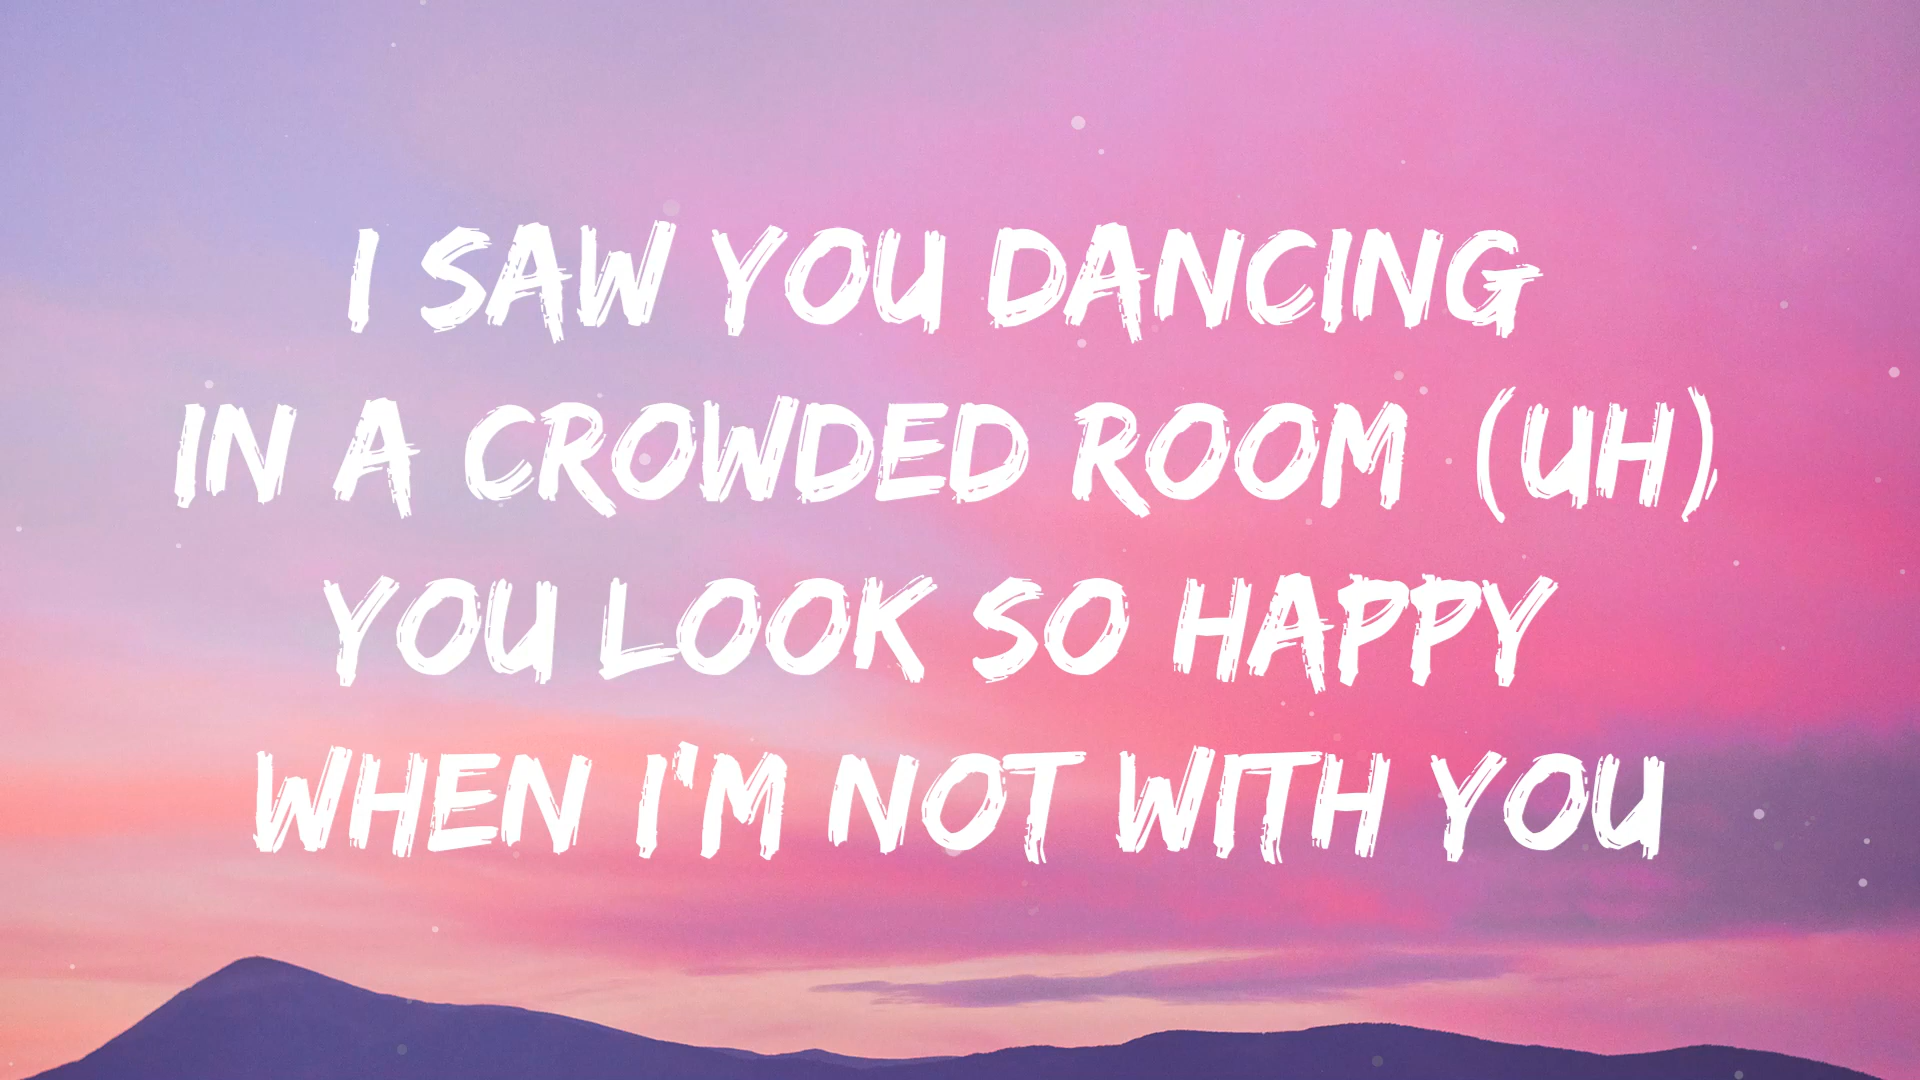 I SAW YOU DANCING
IN A CROWDED ROOM (UH)
YOU LOOK SO HAPPY
WHEN I'M NOT WITH YOU